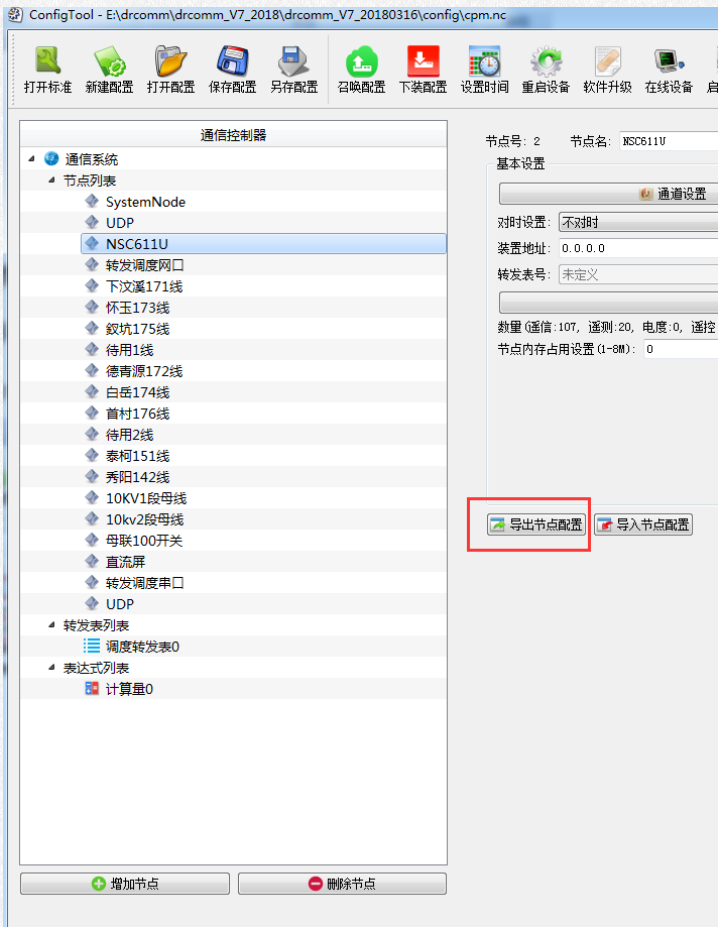 ConfigTool - E:\drcomm\drcomm_V7_2018\drcomm_V7_20180316\config\cpm.nc
打开标准 新建配置 打开配置 保存配置 另存配置 召唤配置 下装配置 设置时间 重启设备 软件升级 在线设备 启
通信控制器
通信系统
节点列表
SystemNode
UDP
NSC611U
转发调度网口
下汶溪171线
怀玉173线
钗坑175线
待用1线
德青源172线
白岳174线
首村176线
待用2线
泰柯151线
秀阳142线
10KV1段母线
10kv2段母线
母联100开关
直流屏
转发调度串口
UDP
转发表列表
调度转发表0
表达式列表
计算量0
增加节点 删除节点
节点号: 2 节点名: NSC611U
基本设置
通道设置
对时设置: 不对时
装置地址: 0.0.0.0
转发表号: 未定义
数里(遥信:107, 遥测:20, 电度:0, 遥控
节点内存占用设置(1-8M): 0
导出节点配置 导入节点配置